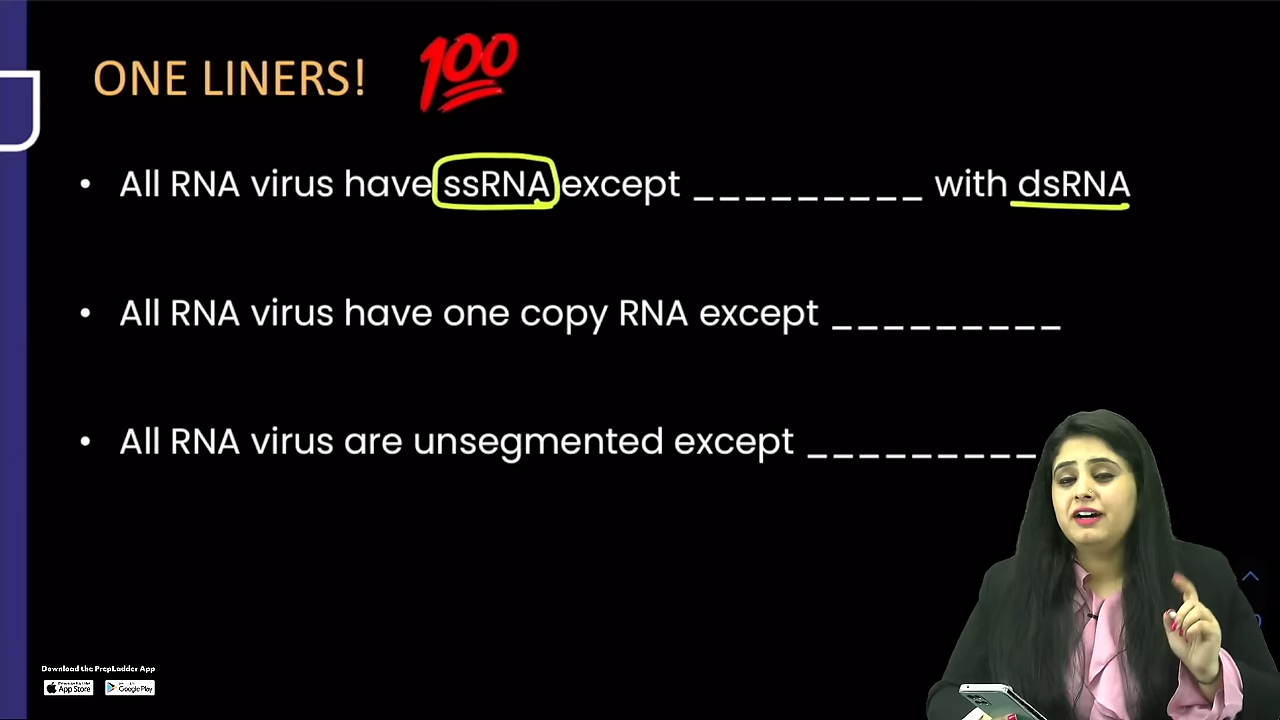 ONE LINERS! 💯
• All RNA virus have ssRNA except _________ with dsRNA
• All RNA virus have one copy RNA except _________
• All RNA virus are unsegmented except _________
Download the PrepLadder App
App Store Google Play